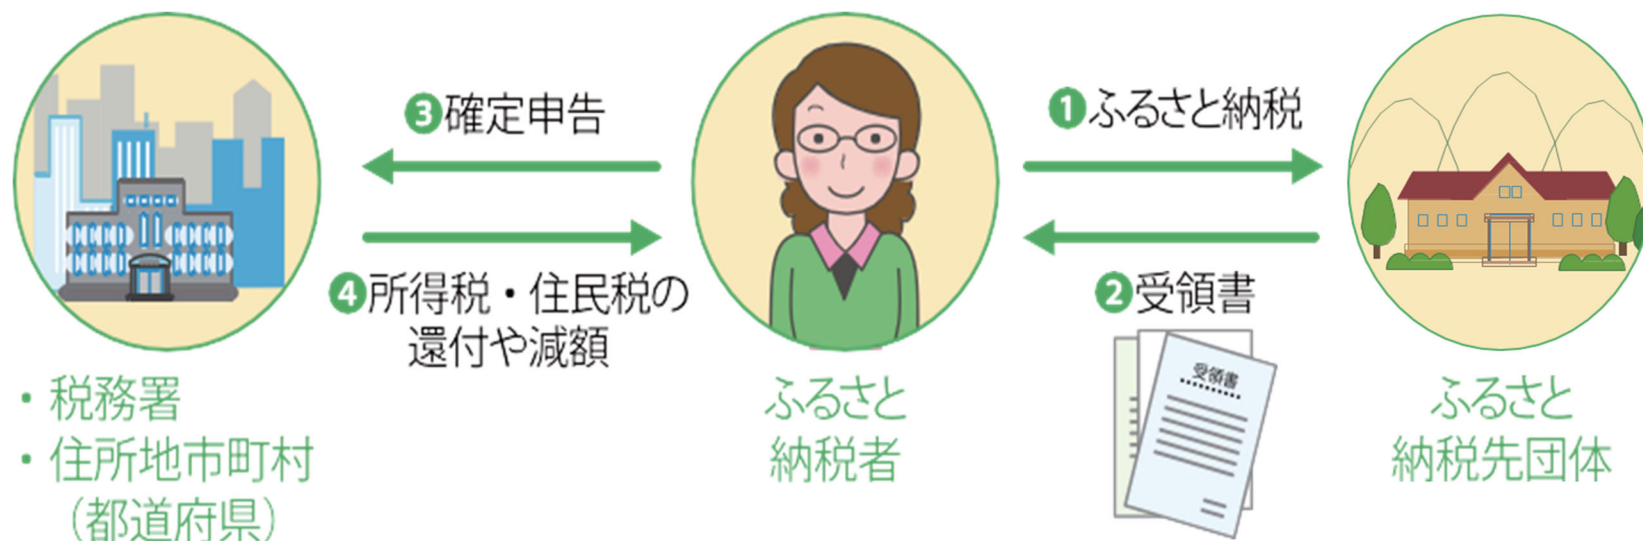 ❸確定申告
❹所得税・住民税の
還付や減額
・税務署
・住所地市町村
（都道府県）
ふるさと
納税者
❶ふるさと納税
❷受領書
受領書
ふるさと
納税先団体